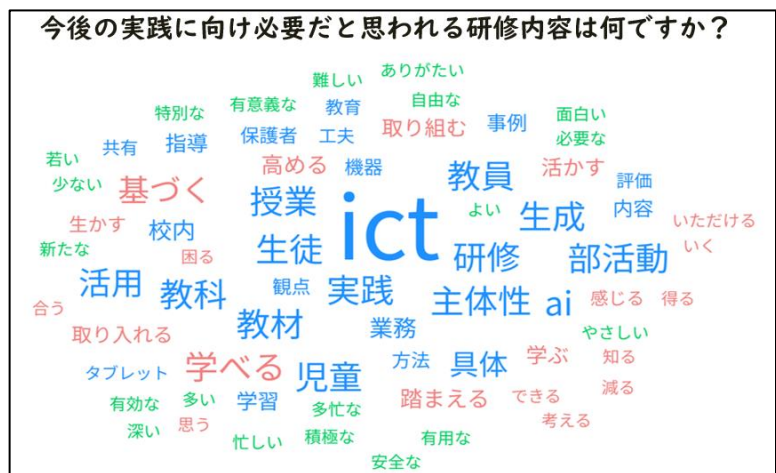 今後の実践に向け必要だと思われる研修内容は何ですか？
ありがたい
難しい
特別な
有意義な
教育
自由な
面白い
共有
指導
保護者
工夫
取り組む
事例
必要な
若い
高める
機器
教員
活かす
少ない
基づく
授業
ict
よい
生成
評価
内容
生かす
校内
生徒
研修
部活動
いただける
新たな
困る
いく
活用
教科
観点
実践
主体性
ai
感じる
得る
合う
取り入れる
教材
業務
やさしい
タブレット
学べる
児童
方法
具体
学ぶ
知る
有効な
多い
学習
多忙な
踏まえる
できる
減る
深い
思う
忙しい
積極な
有用な
考える
安全な